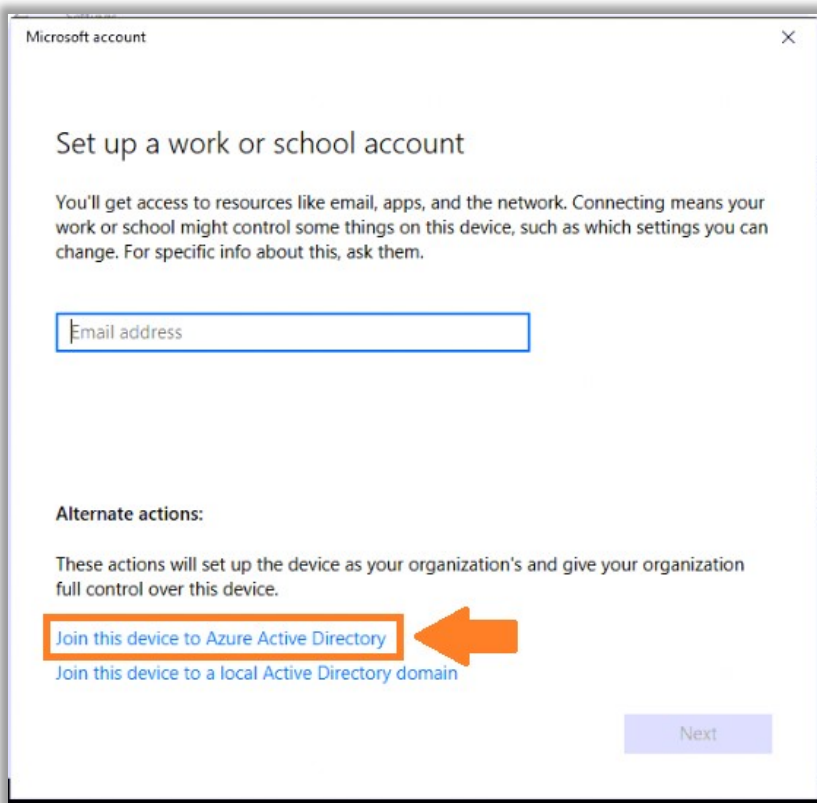 Microsoft account
Set up a work or school account
You'll get access to resources like email, apps, and the network. Connecting means your
work or school might control some things on this device, such as which settings you can
change. For specific info about this, ask them.
Email address
Alternate actions:
These actions will set up the device as your organization's and give your organization
full control over this device.
Join this device to Azure Active Directory
Join this device to a local Active Directory domain
Next